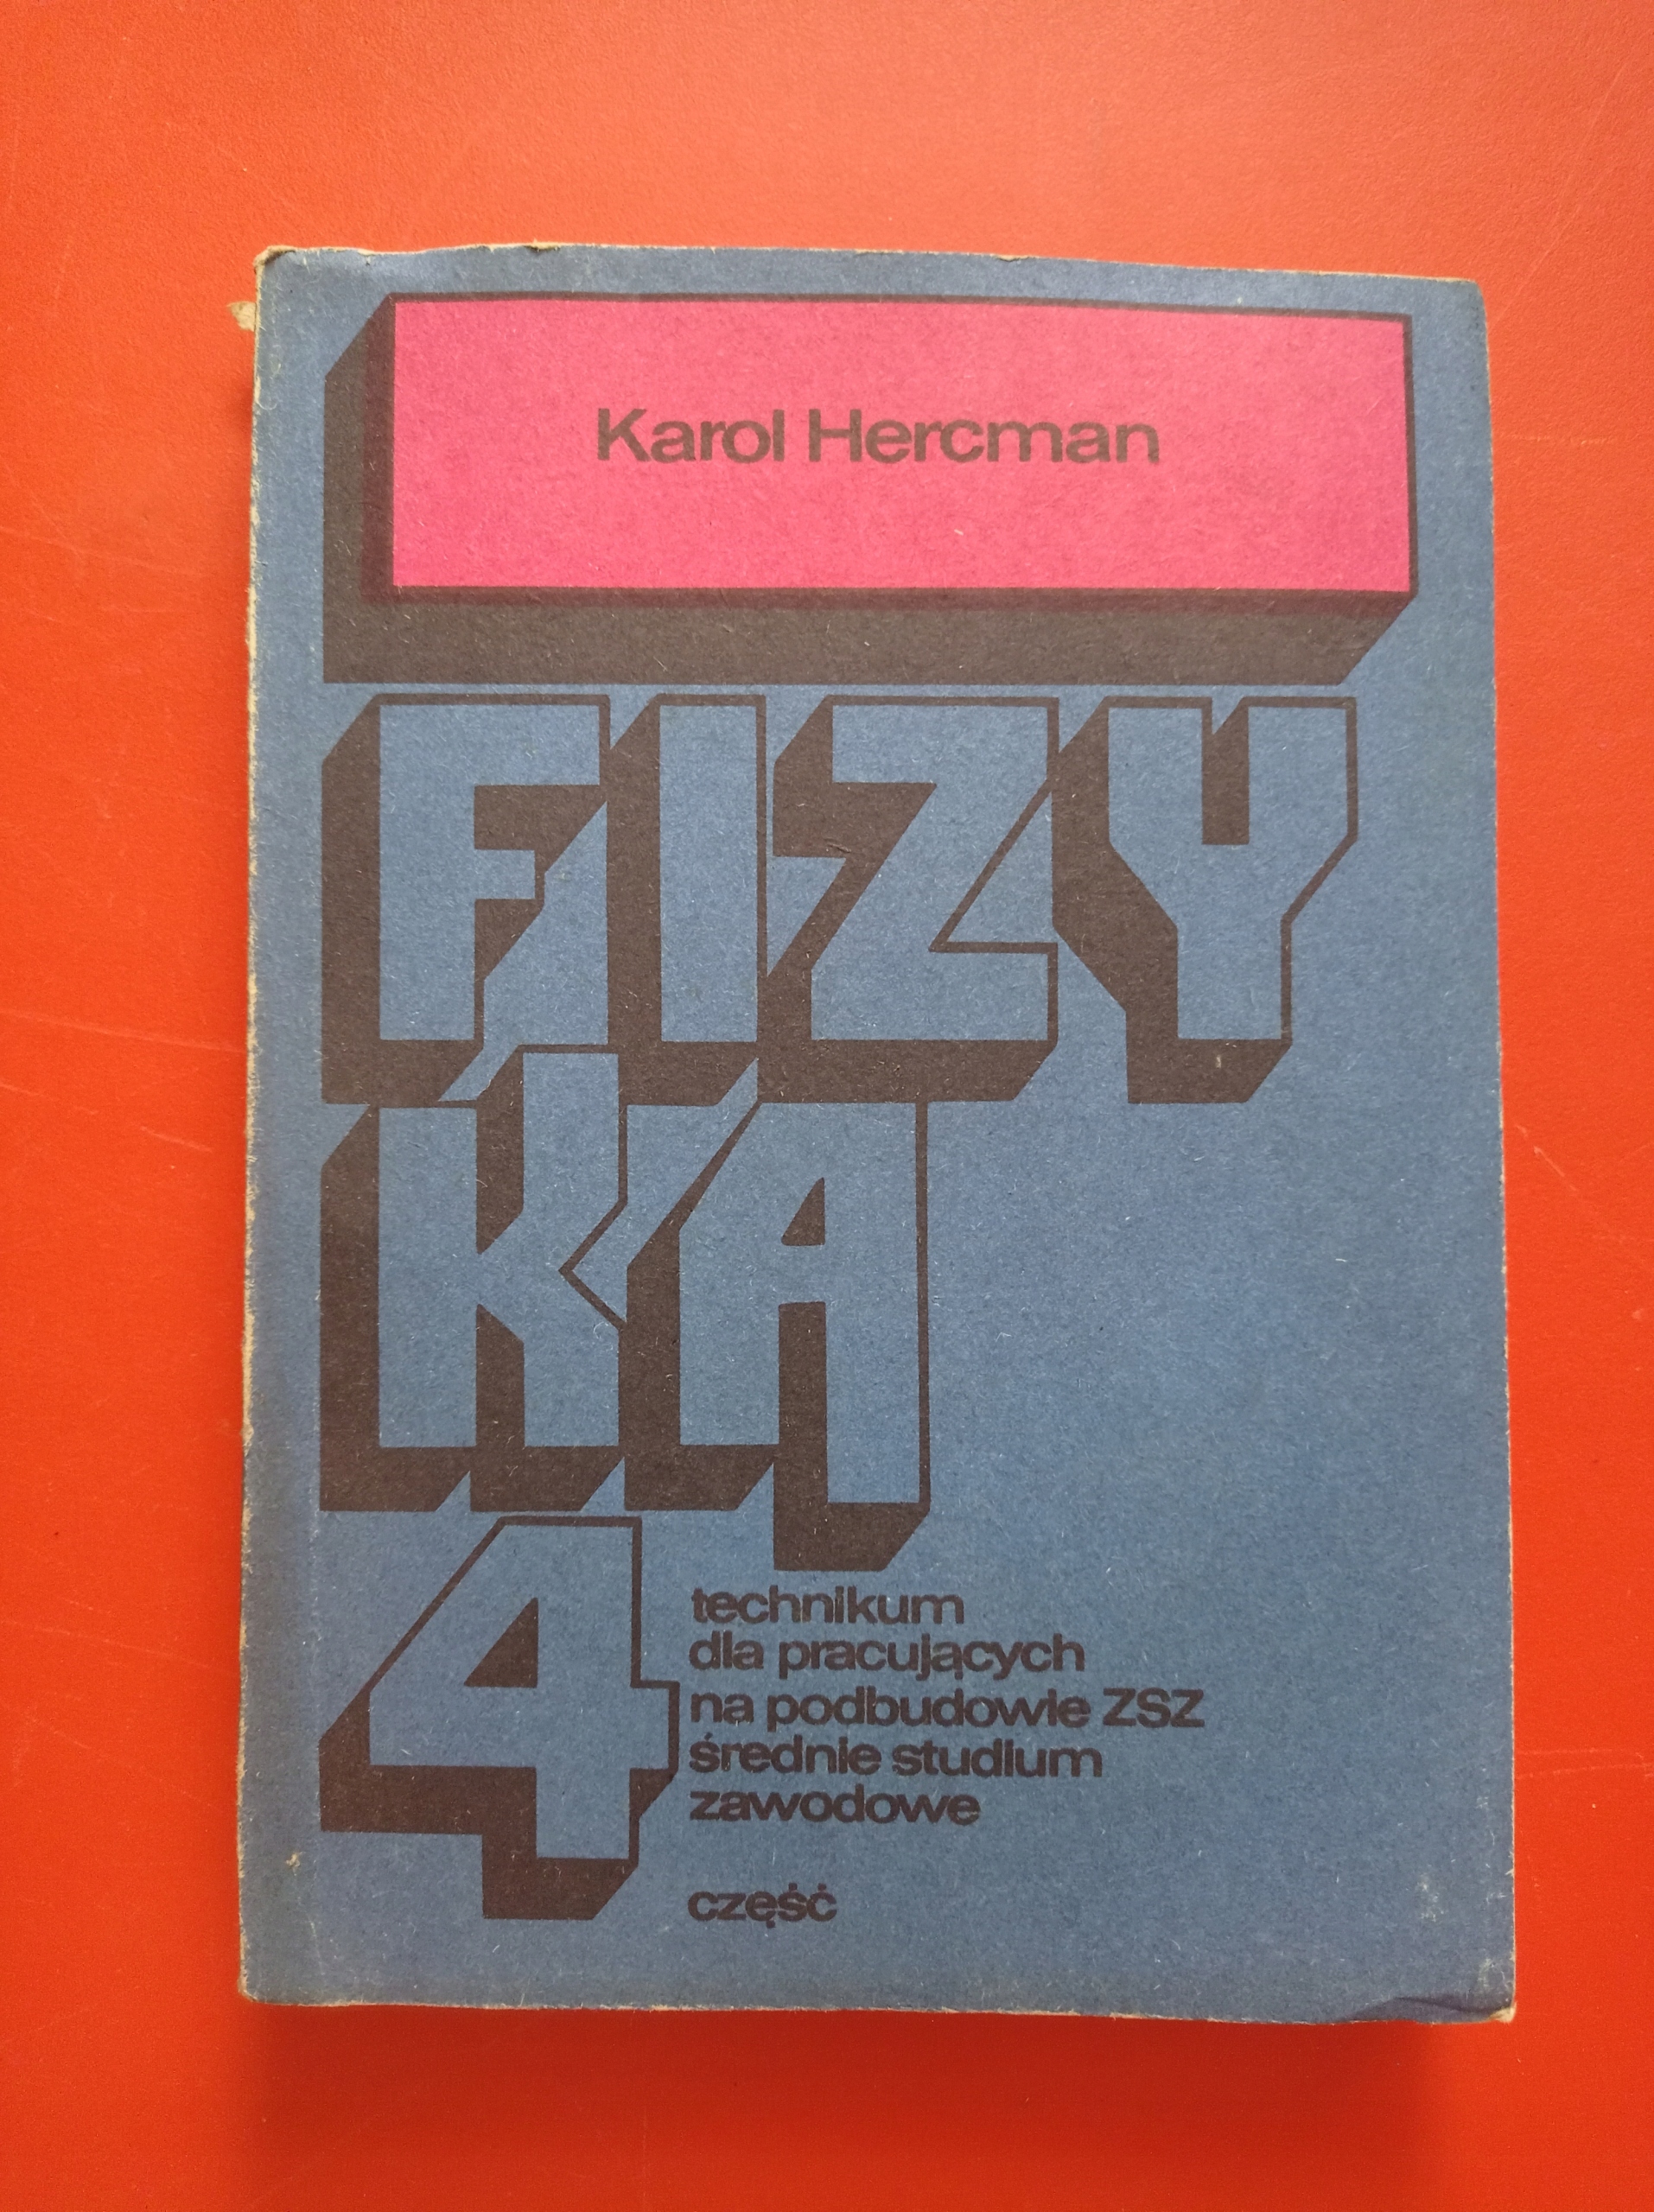 Karol Hercman
FIZY
KA
4
technikum
dla pracujących
na podbudowie ZSZ
średnie studium
zawodowe
część